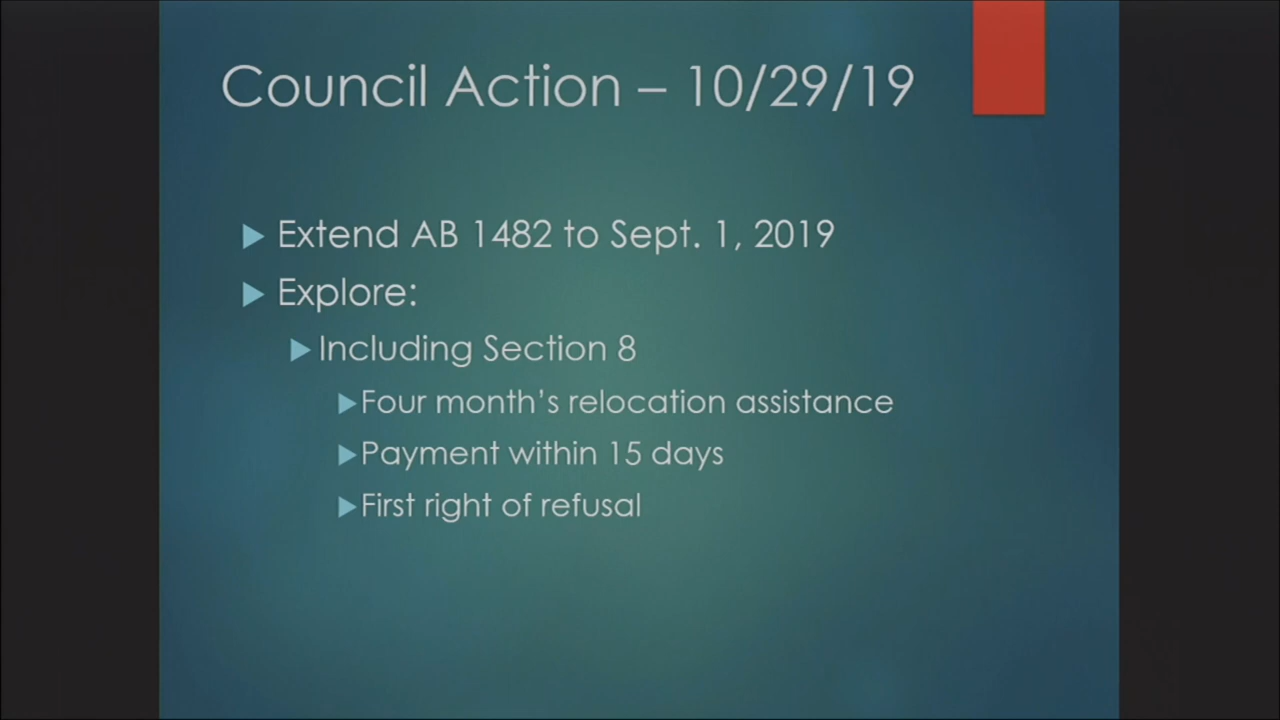 Council Action – 10/29/19
Extend AB 1482 to Sept. 1, 2019
Explore:
Including Section 8
Four month’s relocation assistance
Payment within 15 days
First right of refusal